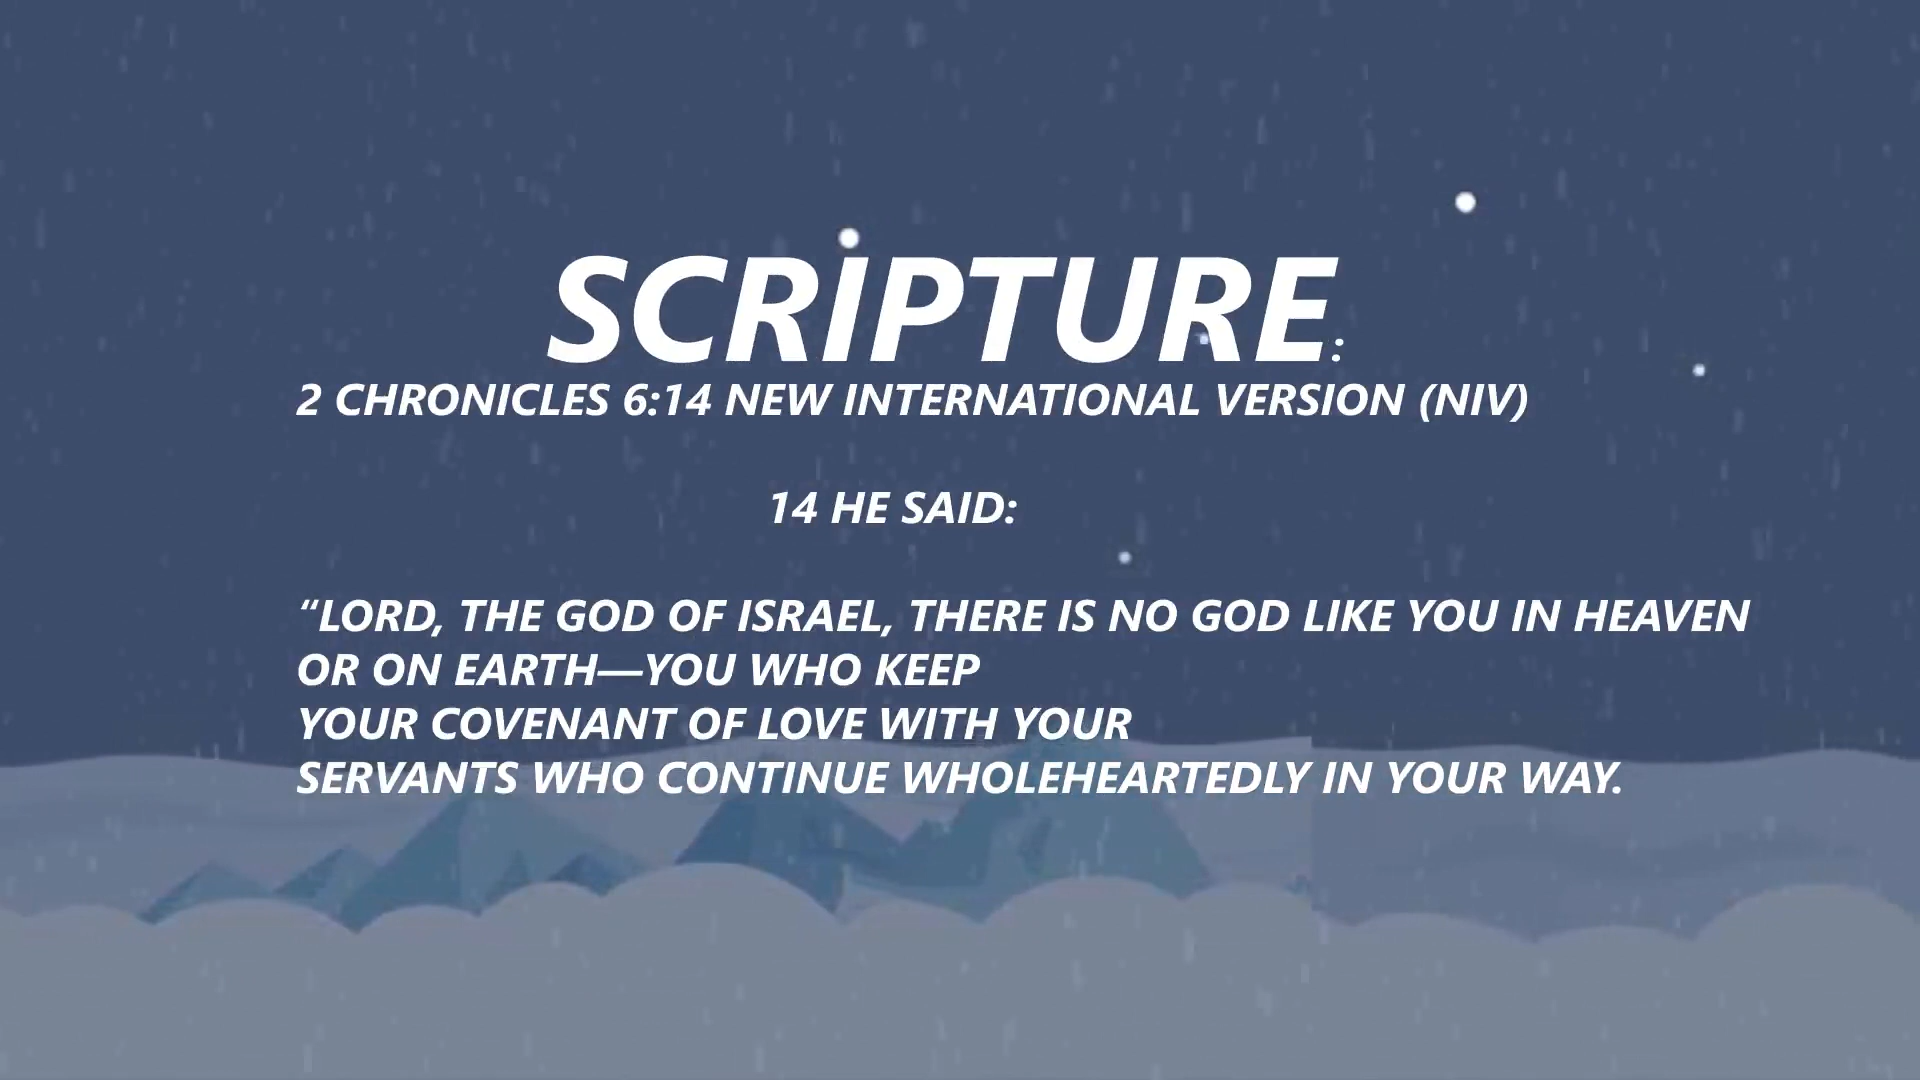 SCRIPTURE:
2 CHRONICLES 6:14 NEW INTERNATIONAL VERSION (NIV)
14 HE SAID:
“LORD, THE GOD OF ISRAEL, THERE IS NO GOD LIKE YOU IN HEAVEN
OR ON EARTH—YOU WHO KEEP
YOUR COVENANT OF LOVE WITH YOUR
SERVANTS WHO CONTINUE WHOLEHEARTEDLY IN YOUR WAY.